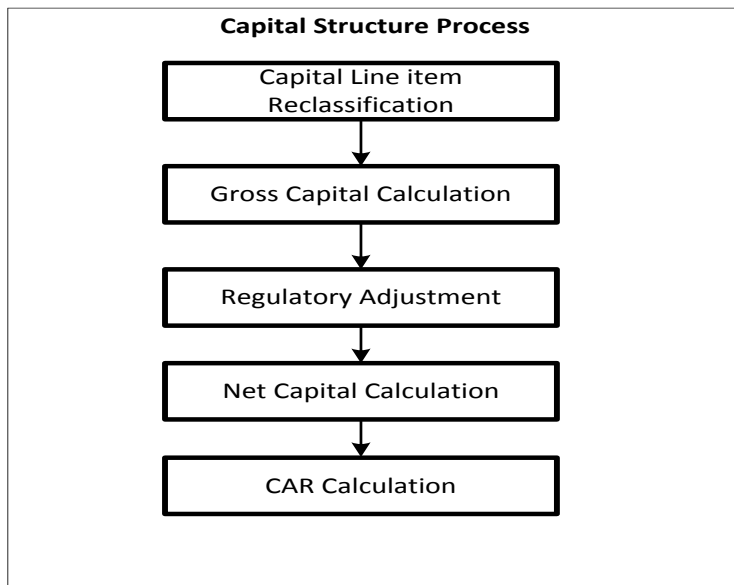 Capital Structure Process
Capital Line item
Reclassification
Gross Capital Calculation
Regulatory Adjustment
Net Capital Calculation
CAR Calculation